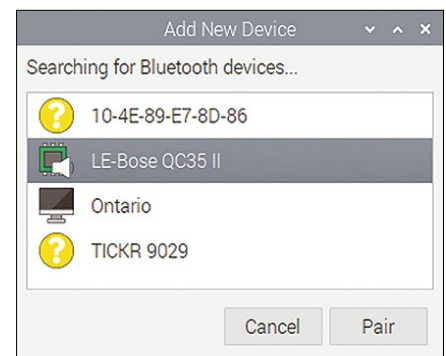 Add New Device
Searching for Bluetooth devices...
10-4E-89-E7-8D-86
LE-Bose QC35 II
Ontario
TICKR 9029
Cancel Pair